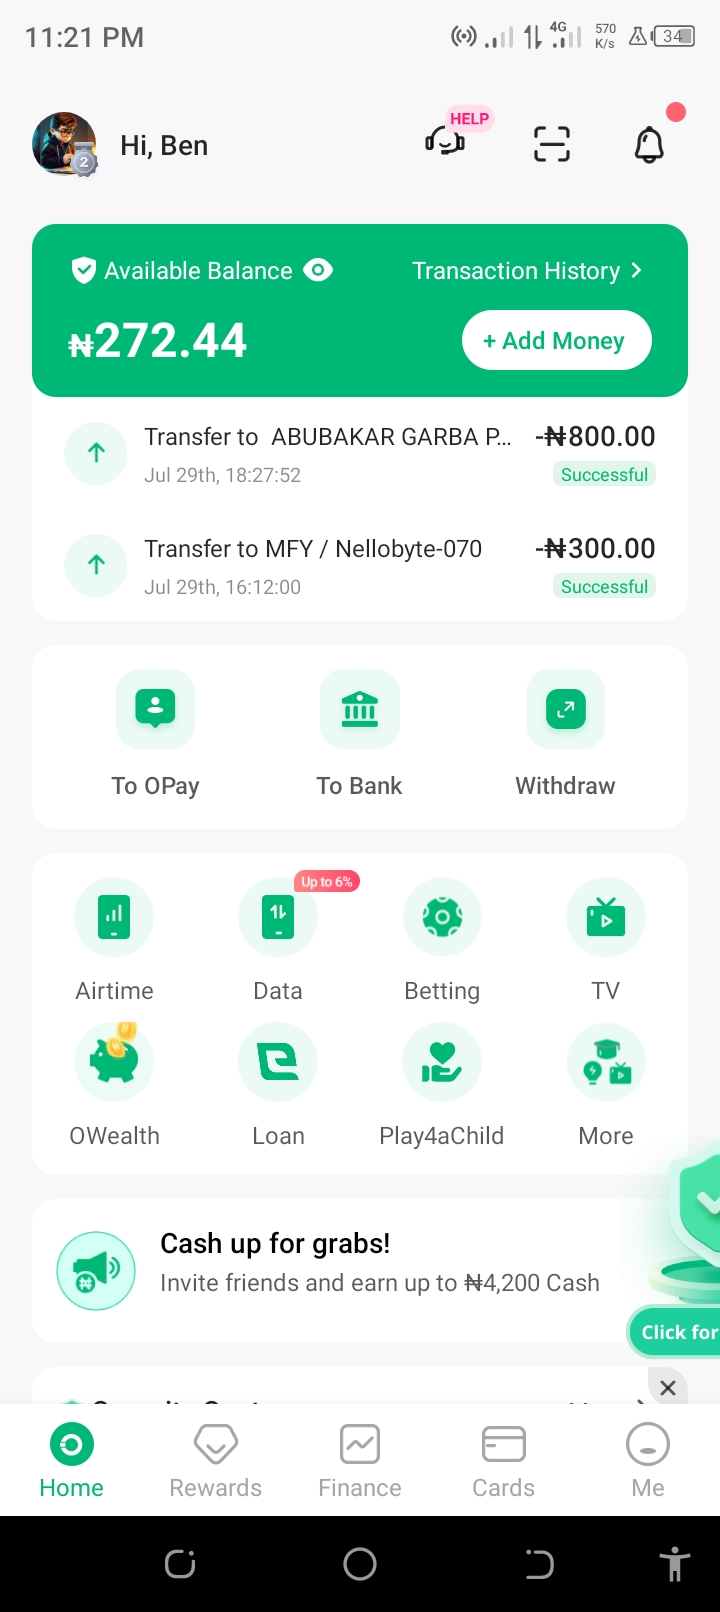 11:21 PM
4G
570
K/s
34
HELP
Hi, Ben
2
Available Balance
Transaction History
₦272.44
+ Add Money
Transfer to  ABUBAKAR GARBA P...
-₦800.00
Jul 29th, 18:27:52
Successful
Transfer to MFY / Nellobyte-070
-₦300.00
Jul 29th, 16:12:00
Successful
To OPay
To Bank
Withdraw
Up to 6%
Airtime
Data
Betting
TV
OWealth
Loan
Play4aChild
More
Cash up for grabs!
Invite friends and earn up to ₦4,200 Cash
Click for
Home
Rewards
Finance
Cards
Me